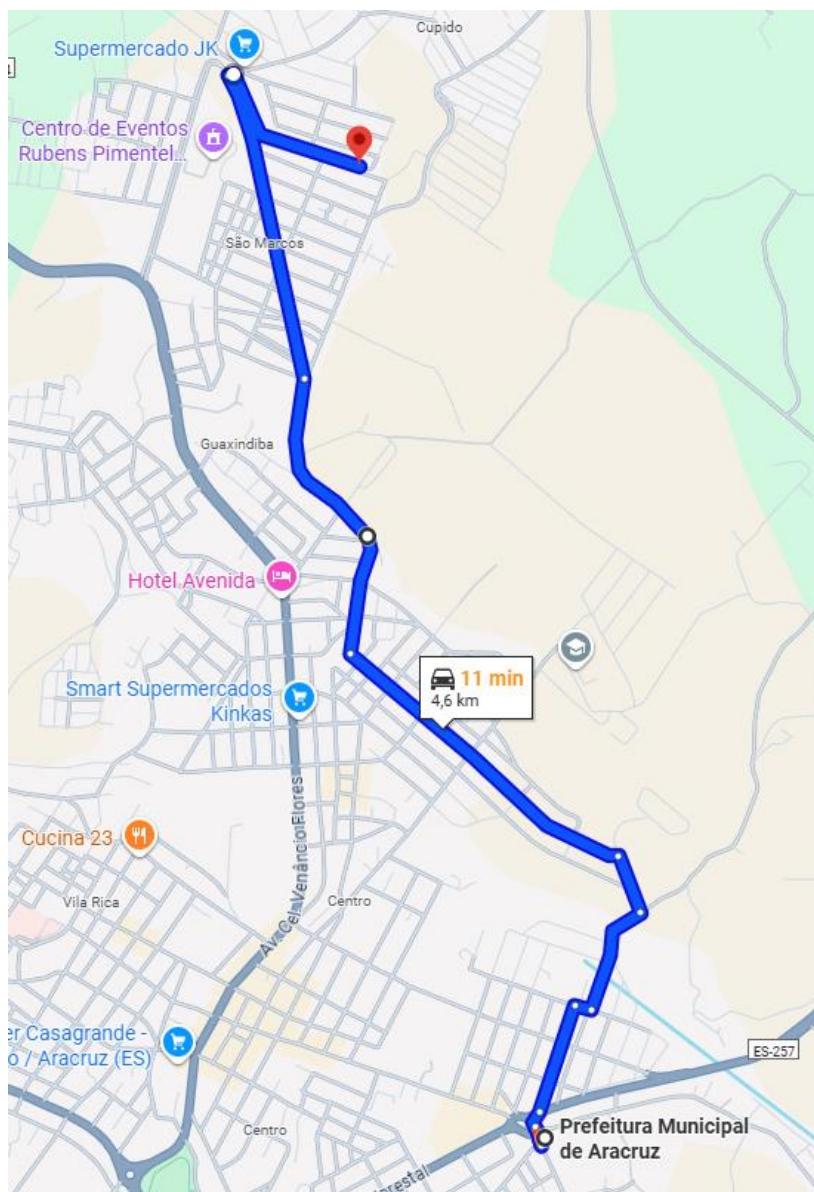 Cupido
Supermercado JK
4
Centro de Eventos
Rubens Pimentel...
São Marcos
Guaxindiba
Hotel Avenida
11 min
4,6 km
Smart Supermercados
Kinkas
Av. Cel. Venâncio Flores
Cucina 23
Vila Rica
Centro
er Casagrande -
o / Aracruz (ES)
ES-257
Prefeitura Municipal
de Aracruz
Centro
orestal